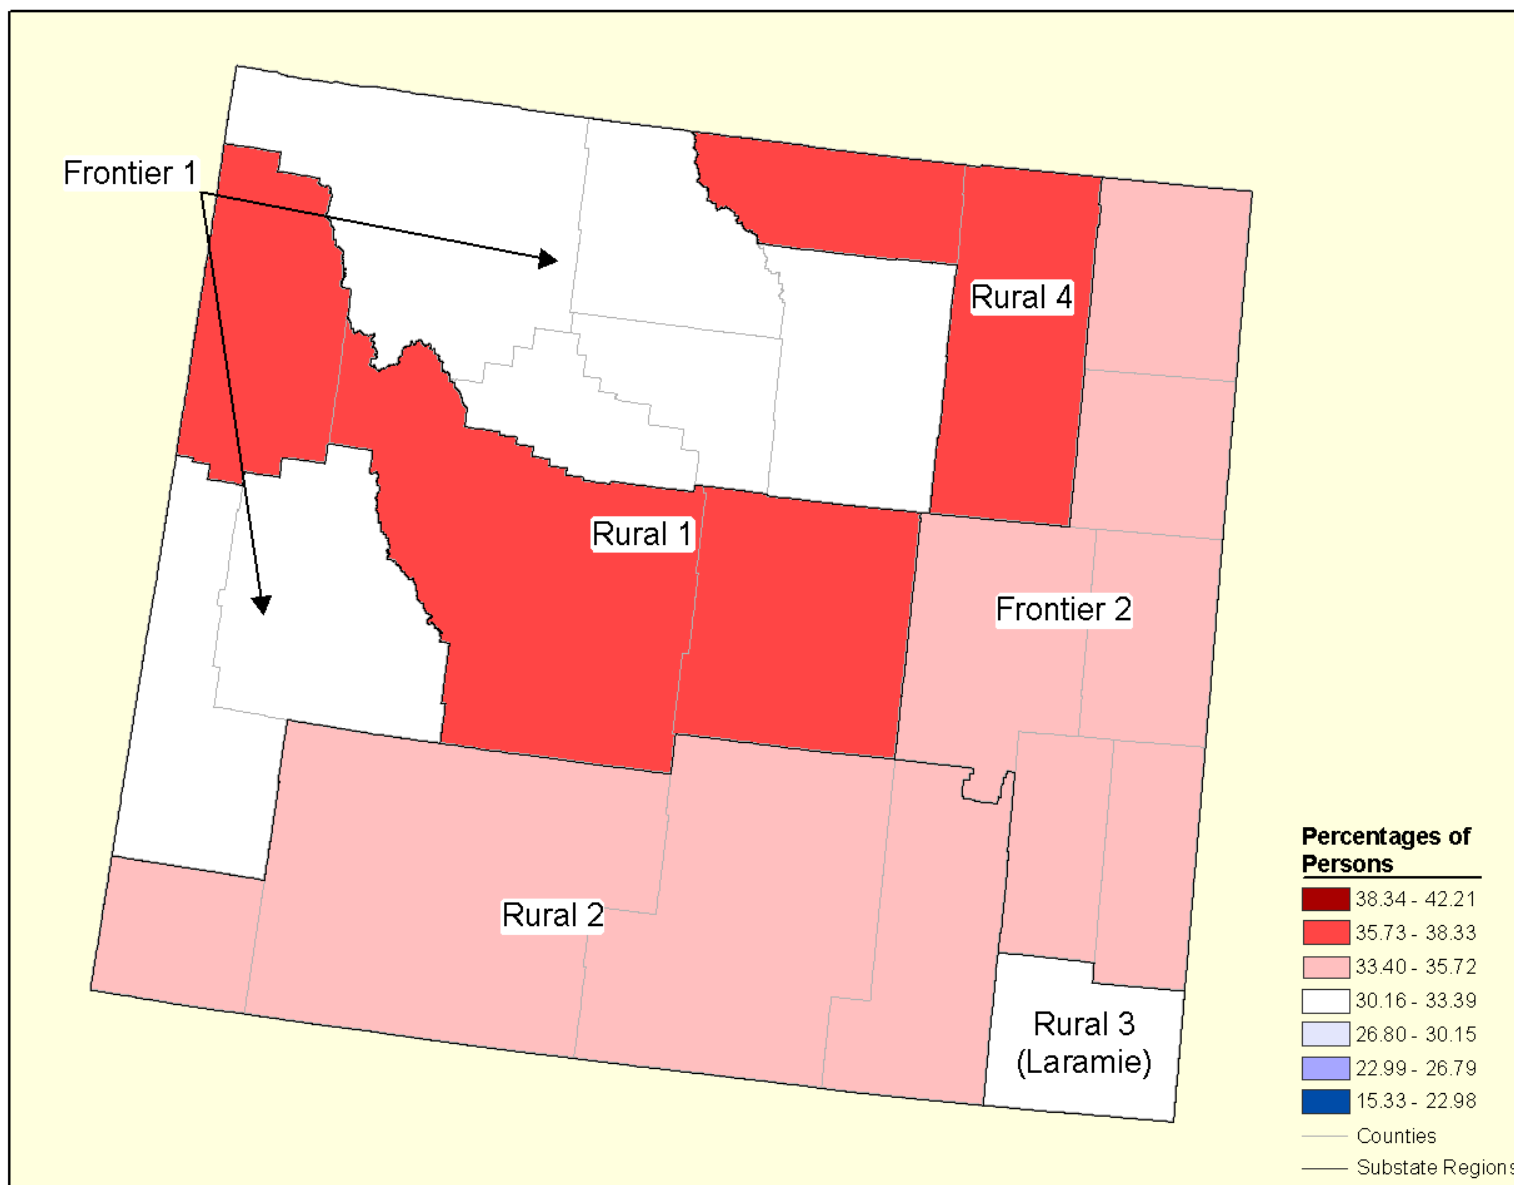 Frontier 1
Rural 4
Rural 1
Frontier 2
Rural 2
Rural 3
(Laramie)
Percentages of
Persons
38.34 - 42.21
35.73 - 38.33
33.40 - 35.72
30.16 - 33.39
26.80 - 30.15
22.99 - 26.79
15.33 - 22.98
Counties
Substate Regions